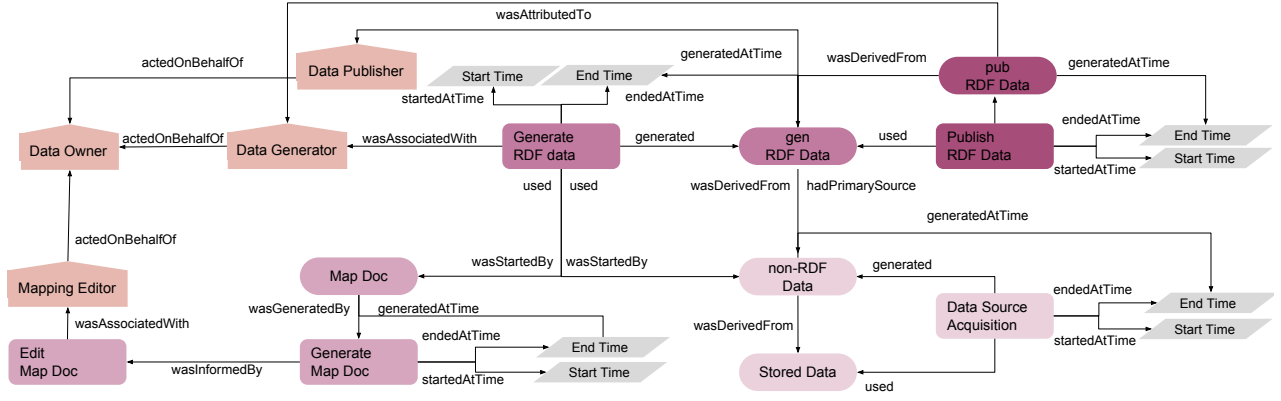 wasAttributedTo
actedOnBehalfOf
Data Publisher
generatedAtTime
wasDerivedFrom
pub
RDF Data
generatedAtTime
Start Time
End Time
startedAtTime
endedAtTime
Data Owner
actedOnBehalfOf
Data Generator
wasAssociatedWith
Generate
RDF data
generated
gen
RDF Data
used
Publish
RDF Data
endedAtTime
End Time
Start Time
startedAtTime
used
used
wasDerivedFrom
hadPrimarySource
generatedAtTime
actedOnBehalfOf
Mapping Editor
Map Doc
wasStartedBy
wasStartedBy
non-RDF
Data
generated
Data Source
Acquisition
endedAtTime
End Time
Start Time
startedAtTime
wasGeneratedBy
generatedAtTime
wasAssociatedWith
wasDerivedFrom
Edit
Map Doc
wasInformedBy
Generate
Map Doc
endedAtTime
End Time
Start Time
startedAtTime
Stored Data
used